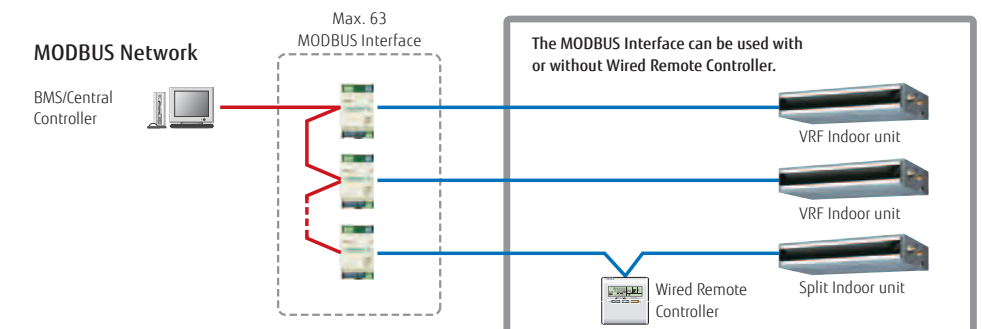 Max. 63
MODBUS Interface
MODBUS Network
The MODBUS Interface can be used with
or without Wired Remote Controller.
BMS/Central
Controller
VRF Indoor unit
VRF Indoor unit
Split Indoor unit
Wired Remote
Controller